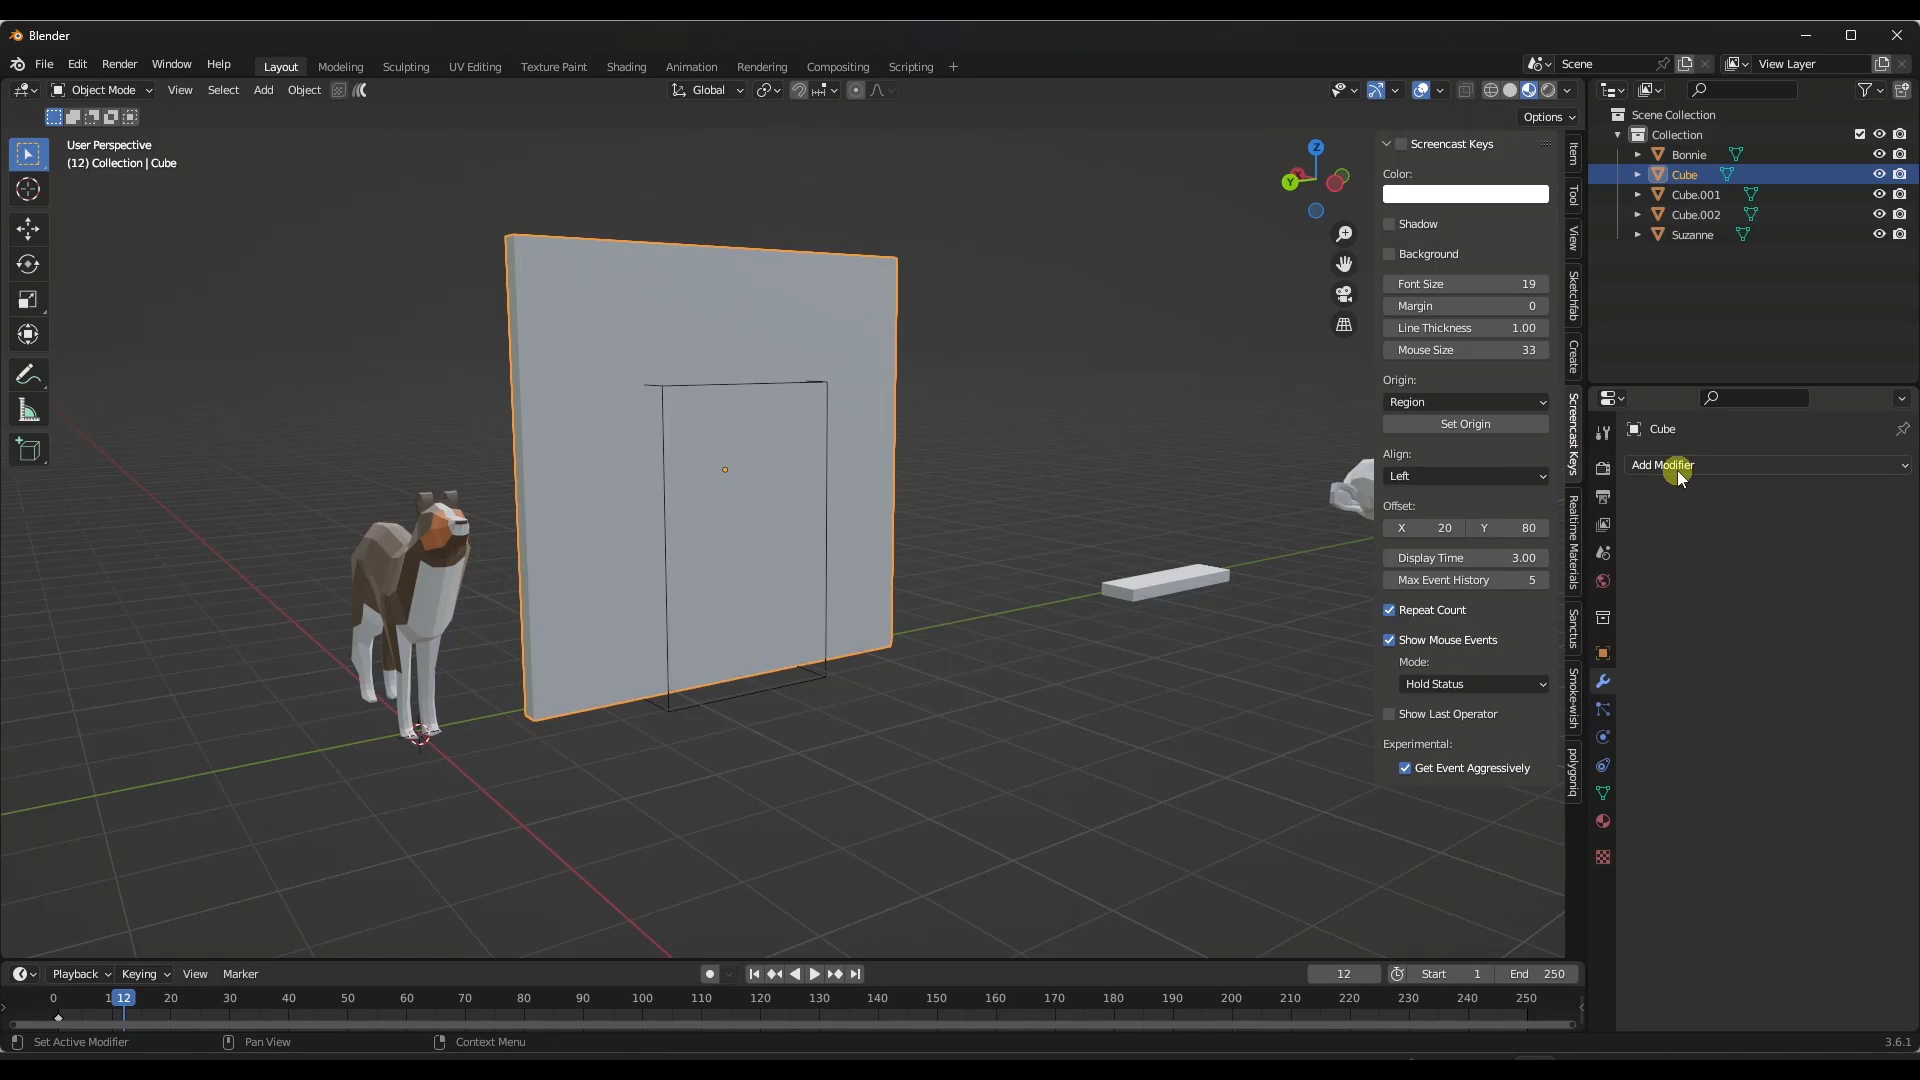 Blender
File Edit Render Window Help
Layout Modeling Sculpting UV Editing Texture Paint Shading Animation Rendering Compositing Scripting +
Scene
View Layer
Object Mode View Select Add Object
Global
Options
User Perspective
(12) Collection | Cube
Z
Y
Screencast Keys
Color:
Shadow
Background
Font Size 19
Margin 0
Line Thickness 1.00
Mouse Size 33
Origin:
Region
Set Origin
Align:
Left
Offset:
X 20 Y 80
Display Time 3.00
Max Event History 5
Repeat Count
Show Mouse Events
Mode:
Hold Status
Show Last Operator
Experimental:
Get Event Aggressively
Item
Tool
View
Sketchfab
Create
Screencast Keys
Realtime Materials
Sanctus
Smoke-wish
polygoniq
Scene Collection
Collection
Bonnie
Cube
Cube.001
Cube.002
Suzanne
Cube
Add Modifier
Playback Keying View Marker
12
Start 1
End 250
0 1 12 20 30 40 50 60 70 80 90 100 110 120 130 140 150 160 170 180 190 200 210 220 230 240 250
Set Active Modifier
Pan View
Context Menu
3.6.1